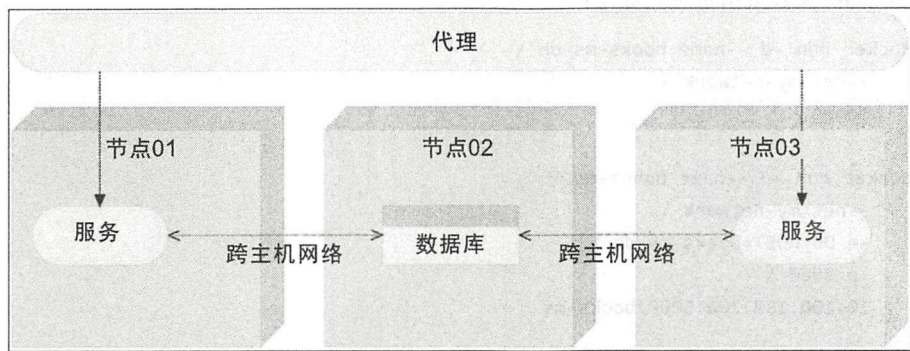 代理
节点01
节点02
节点03
服务
数据库
服务
跨主机网络
跨主机网络